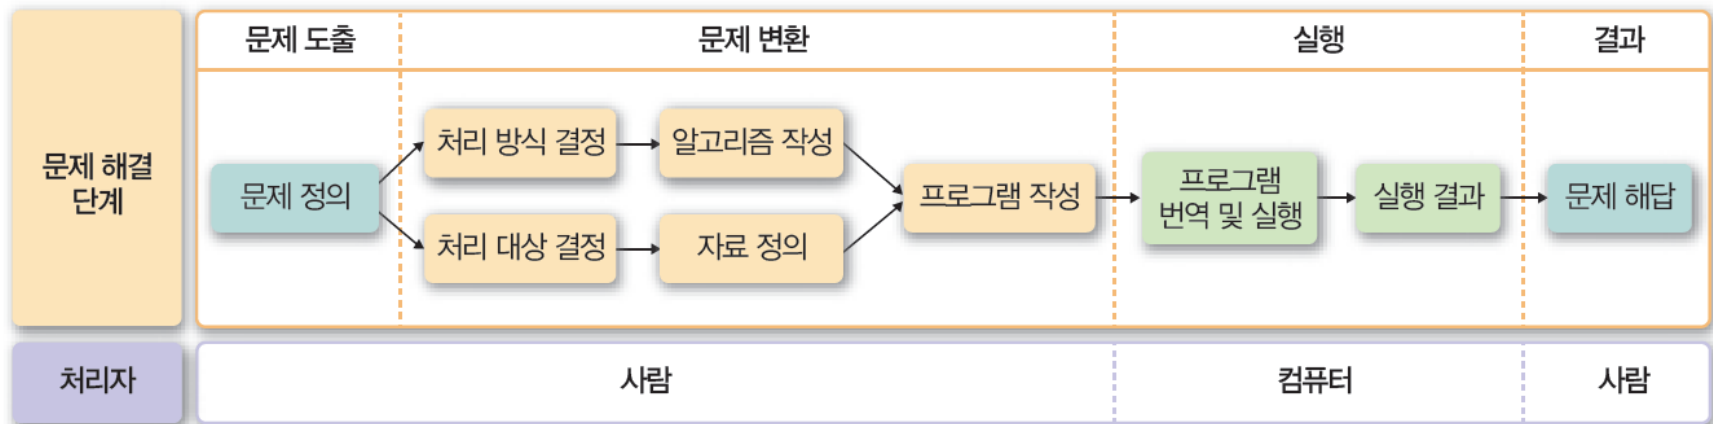 문제 해결
단계
문제 도출
문제 변환
실행
결과
문제 정의
처리 방식 결정
알고리즘 작성
처리 대상 결정
자료 정의
프로그램 작성
프로그램
번역 및 실행
실행 결과
문제 해답
처리자
사람
컴퓨터
사람